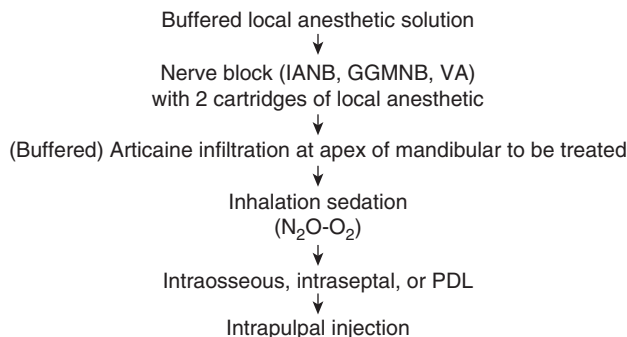 Buffered local anesthetic solution
Nerve block (IANB, GGMNB, VA)
with 2 cartridges of local anesthetic
(Buffered) Articaine infiltration at apex of mandibular to be treated
Inhalation sedation
(N₂O-O₂)
Intraosseous, intraseptal, or PDL
Intrapulpal injection